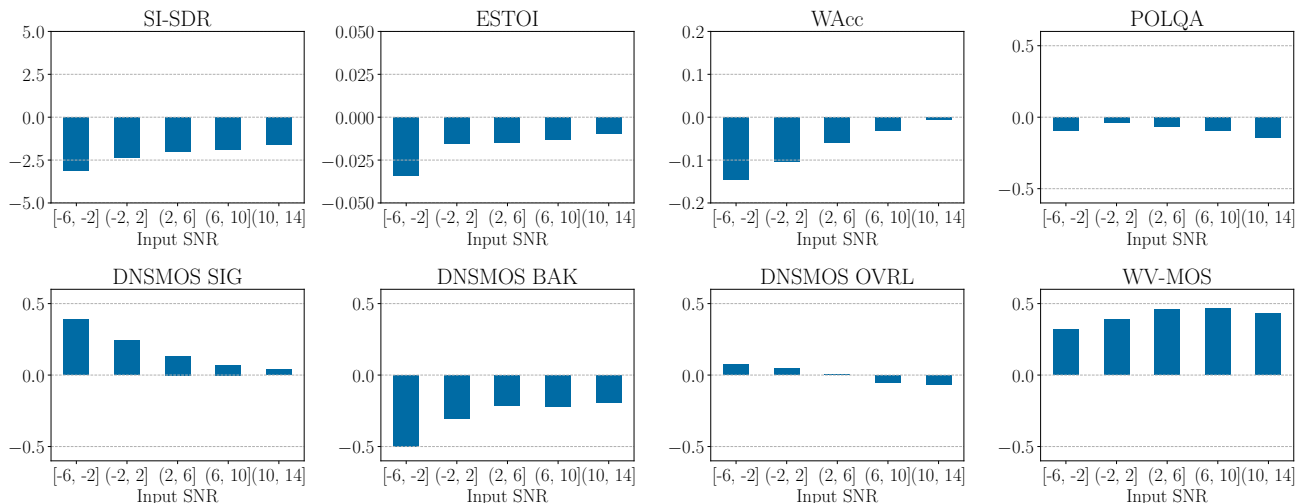 SI-SDR
5.0
2.5
0.0
−2.5
−5.0
[-6, -2] (-2, 2] (2, 6] (6, 10] (10, 14]
Input SNR
ESTOI
0.050
0.025
0.000
−0.025
−0.050
[-6, -2] (-2, 2] (2, 6] (6, 10] (10, 14]
Input SNR
WAcc
0.2
0.1
0.0
−0.1
−0.2
[-6, -2] (-2, 2] (2, 6] (6, 10] (10, 14]
Input SNR
POLQA
0.5
0.0
−0.5
[-6, -2] (-2, 2] (2, 6] (6, 10] (10, 14]
Input SNR
DNSMOS SIG
0.5
0.0
−0.5
[-6, -2] (-2, 2] (2, 6] (6, 10] (10, 14]
Input SNR
DNSMOS BAK
0.5
0.0
−0.5
[-6, -2] (-2, 2] (2, 6] (6, 10] (10, 14]
Input SNR
DNSMOS OVRL
0.5
0.0
−0.5
[-6, -2] (-2, 2] (2, 6] (6, 10] (10, 14]
Input SNR
WV-MOS
0.5
0.0
−0.5
[-6, -2] (-2, 2] (2, 6] (6, 10] (10, 14]
Input SNR